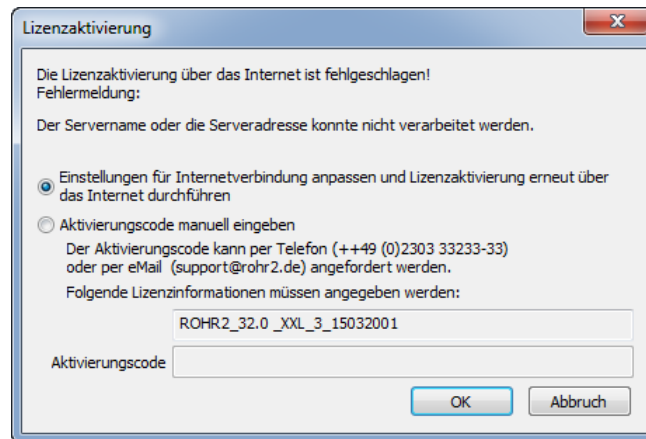 Lizenzaktivierung
Die Lizenzaktivierung über das Internet ist fehlgeschlagen!
Fehlermeldung:
Der Servername oder die Serveradresse konnte nicht verarbeitet werden.
Einstellungen für Internetverbindung anpassen und Lizenzaktivierung erneut über
das Internet durchführen
Aktivierungscode manuell eingeben
Der Aktivierungscode kann per Telefon (++49 (0)2303 33233-33)
oder per eMail (support@rohr2.de) angefordert werden.
Folgende Lizenzinformationen müssen angegeben werden:
ROHR2_32.0 _XXL_3_15032001
Aktivierungscode
OK Abbruch